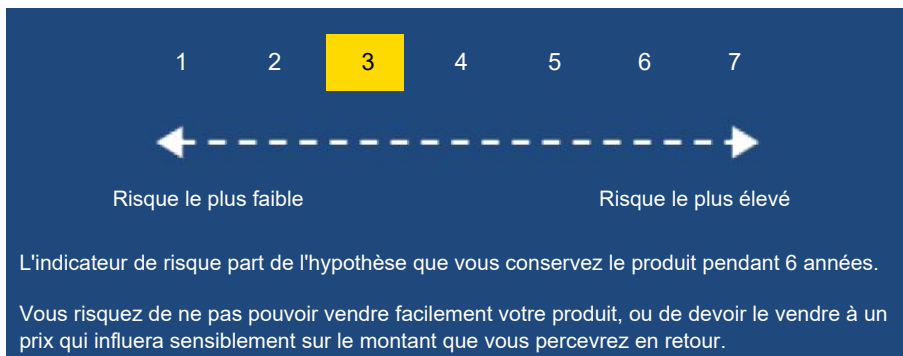 1 2 3 4 5 6 7
Risque le plus faible Risque le plus élevé
L'indicateur de risque part de l'hypothèse que vous conservez le produit pendant 6 années.
Vous risquez de ne pas pouvoir vendre facilement votre produit, ou de devoir le vendre à un
prix qui influera sensiblement sur le montant que vous percevrez en retour.